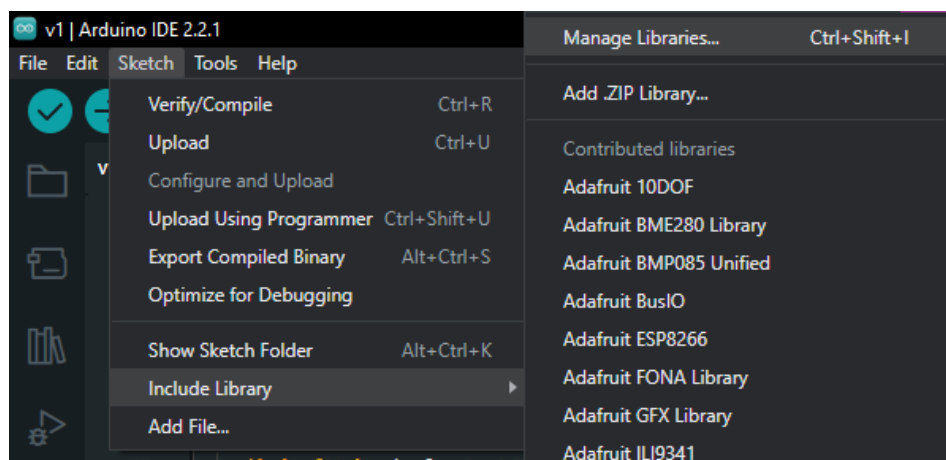 v1 | Arduino IDE 2.2.1
File Edit Sketch Tools Help
v
Verify/Compile Ctrl+R
Upload Ctrl+U
Configure and Upload
Upload Using Programmer Ctrl+Shift+U
Export Compiled Binary Alt+Ctrl+S
Optimize for Debugging
Show Sketch Folder Alt+Ctrl+K
Include Library
Add File...
Manage Libraries... Ctrl+Shift+I
Add .ZIP Library...
Contributed libraries
Adafruit 10DOF
Adafruit BME280 Library
Adafruit BMP085 Unified
Adafruit BusIO
Adafruit ESP8266
Adafruit FONA Library
Adafruit GFX Library
Adafruit ILI9341